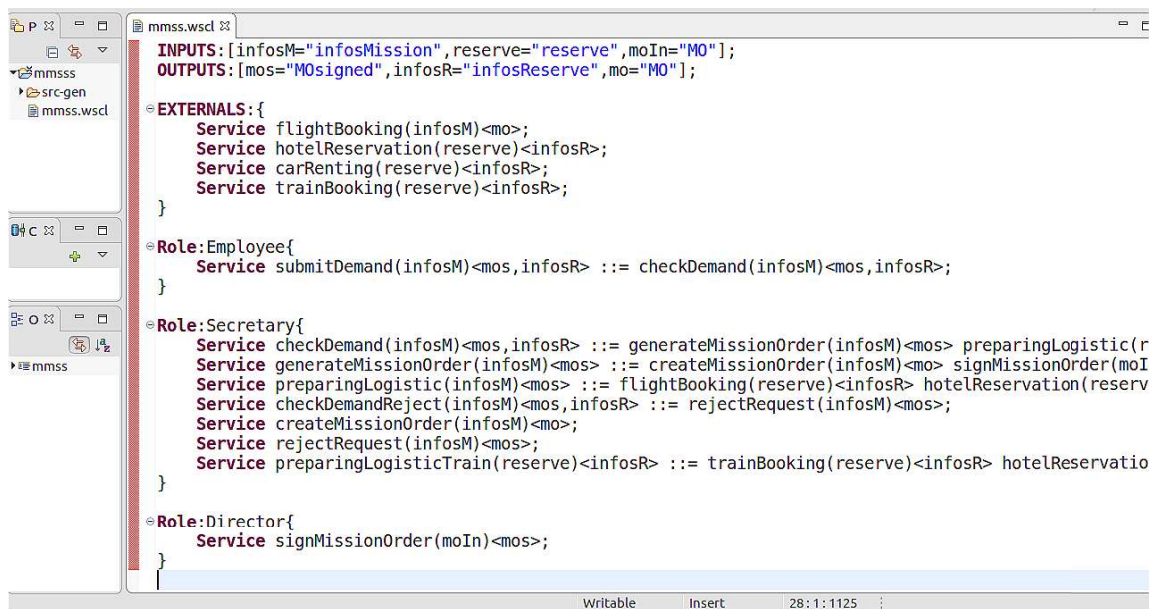 P
mmsss
src-gen
mmss.wscl
C
O
mmss
mmss.wscl
INPUTS:[infosM="infosMission",reserve="reserve",moIn="MO"];
OUTPUTS:[mos="MOsigned",infosR="infosReserve",mo="MO"];
EXTERNALS:{
Service flightBooking(infosM)<mo>;
Service hotelReservation(reserve)<infosR>;
Service carRenting(reserve)<infosR>;
Service trainBooking(reserve)<infosR>;
}
Role:Employee{
Service submitDemand(infosM)<mos,infosR> ::= checkDemand(infosM)<mos,infosR>;
}
Role:Secretary{
Service checkDemand(infosM)<mos,infosR> ::= generateMissionOrder(infosM)<mos> preparingLogistic(r
Service generateMissionOrder(infosM)<mos> ::= createMissionOrder(infosM)<mo> signMissionOrder(moI
Service preparingLogistic(infosM)<mos> ::= flightBooking(reserve)<infosR> hotelReservation(reserv
Service checkDemandReject(infosM)<mos,infosR> ::= rejectRequest(infosM)<mos>;
Service createMissionOrder(infosM)<mo>;
Service rejectRequest(infosM)<mos>;
Service preparingLogisticTrain(reserve)<infosR> ::= trainBooking(reserve)<infosR> hotelReservatio
}
Role:Director{
Service signMissionOrder(moIn)<mos>;
}
Writable Insert 28:1:1125